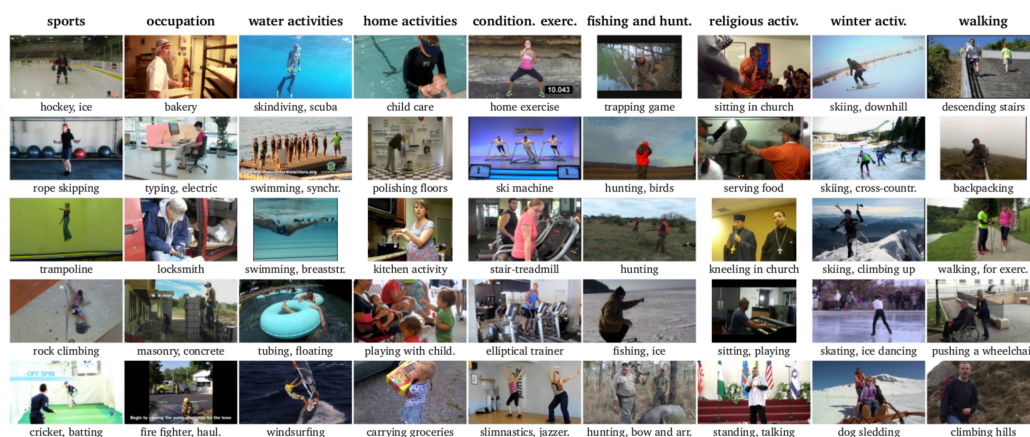 sports occupation water activities home activities condition. exerc. fishing and hunt. religious activ. winter activ. walking
10.043
hockey, ice bakery skindiving, scuba child care home exercise trapping game sitting in church skiing, downhill descending stairs
rope skipping typing, electric swimming, synchr. polishing floors ski machine hunting, birds serving food skiing, cross-countr. backpacking
trampoline locksmith swimming, breaststr. kitchen activity stair-treadmill hunting kneeling in church skiing, climbing up walking, for exerc.
rock climbing masonry, concrete tubing, floating playing with child. elliptical trainer fishing, ice sitting, playing skating, ice dancing pushing a wheelchai
OFF SPIN
Begin by carrying the
cricket, batting fire fighter, haul. windsurfing carrying groceries slimnastics, jazzer. hunting, bow and arr. standing, talking dog sledding climbing hills